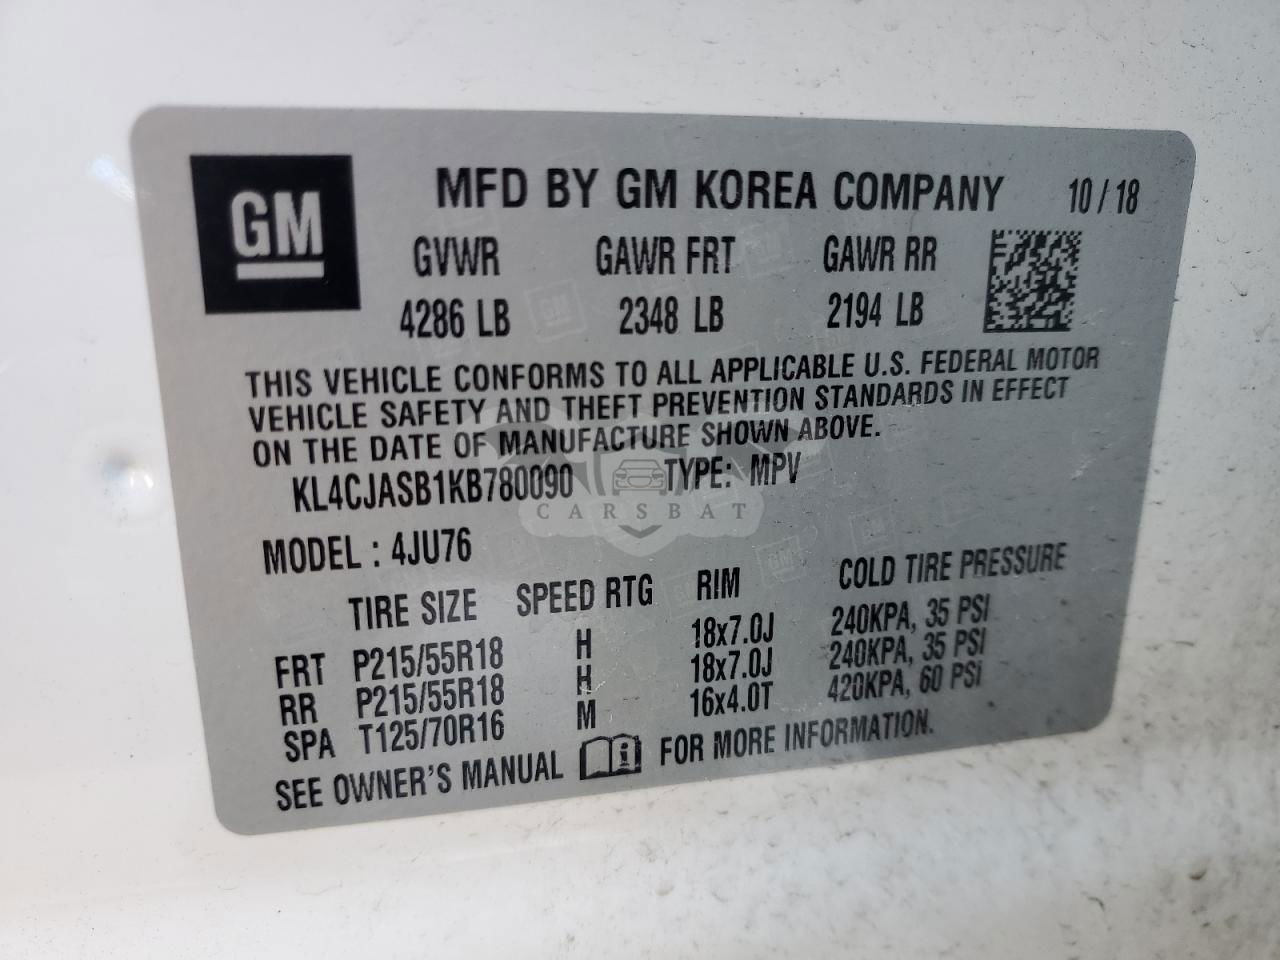 GM
MFD BY GM KOREA COMPANY 10 / 18
GVWR GAWR FRT GAWR RR
4286 LB 2348 LB 2194 LB
THIS VEHICLE CONFORMS TO ALL APPLICABLE U.S. FEDERAL MOTOR
VEHICLE SAFETY AND THEFT PREVENTION STANDARDS IN EFFECT
ON THE DATE OF MANUFACTURE SHOWN ABOVE.
KL4CJASB1KB780090 TYPE: MPV
CARSBAT
MODEL : 4JU76
TIRE SIZE SPEED RTG RIM COLD TIRE PRESSURE
FRT P215/55R18 H 18x7.0J 240KPA, 35 PSI
RR P215/55R18 H 18x7.0J 240KPA, 35 PSI
SPA T125/70R16 M 16x4.0T 420KPA, 60 PSI
SEE OWNER'S MANUAL i FOR MORE INFORMATION.